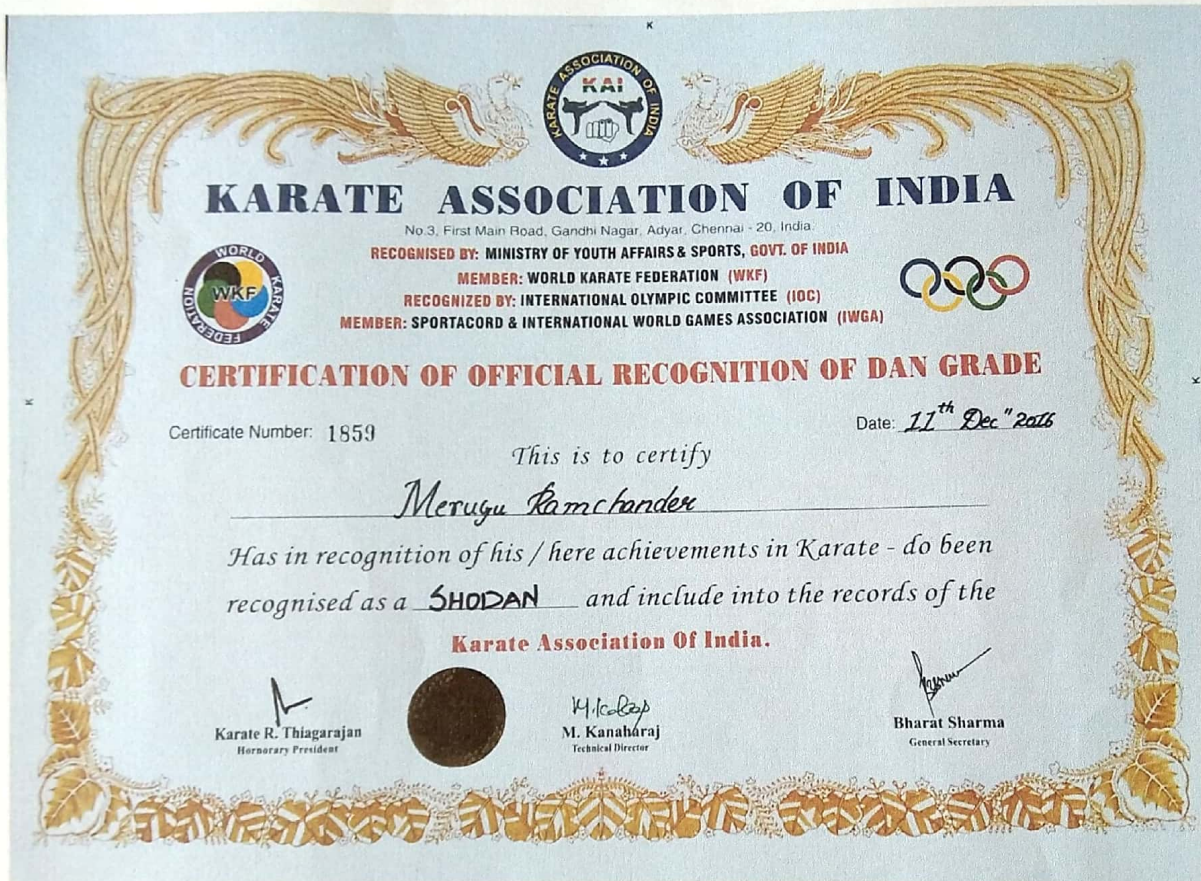 K
KARATE ASSOCIATION OF INDIA
KAI
KARATE ASSOCIATION OF INDIA
No.3, First Main Road, Gandhi Nagar, Adyar, Chennai - 20, India.
RECOGNISED BY: MINISTRY OF YOUTH AFFAIRS & SPORTS, GOVT. OF INDIA
MEMBER: WORLD KARATE FEDERATION (WKF)
RECOGNIZED BY: INTERNATIONAL OLYMPIC COMMITTEE (IOC)
MEMBER: SPORTACORD & INTERNATIONAL WORLD GAMES ASSOCIATION (IWGA)
WORLD KARATE FEDERATION
WKF
CERTIFICATION OF OFFICIAL RECOGNITION OF DAN GRADE
K
K
Certificate Number: 1859
Date: 11th Dec" 2016
This is to certify
Merugu Ramchander
Has in recognition of his / here achievements in Karate - do been
recognised as a SHODAN and include into the records of the
Karate Association Of India.
Karate R. Thiagarajan
Hornorary President
M. Kanaharaj
Technical Director
Bharat Sharma
General Secretary